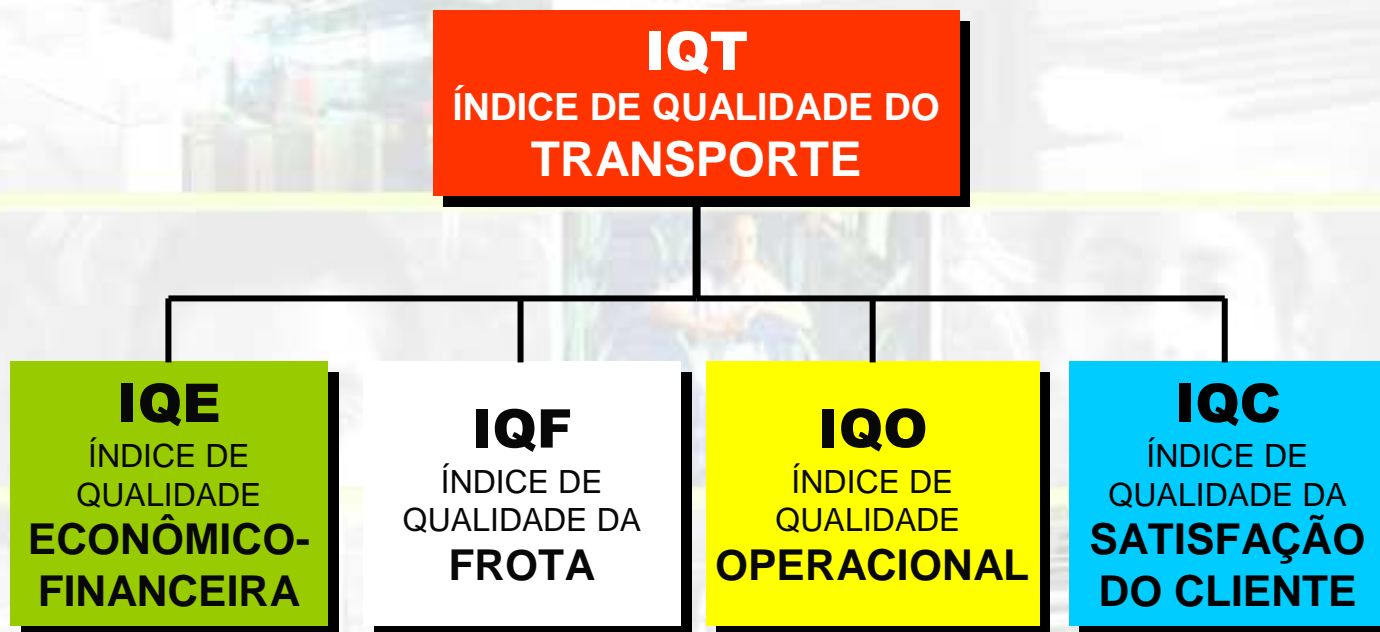 IQT
ÍNDICE DE QUALIDADE DO
TRANSPORTE
IQE
ÍNDICE DE
QUALIDADE
ECONÔMICO-
FINANCEIRA
IQF
ÍNDICE DE
QUALIDADE DA
FROTA
IQO
ÍNDICE DE
QUALIDADE
OPERACIONAL
IQC
ÍNDICE DE
QUALIDADE DA
SATISFAÇÃO
DO CLIENTE